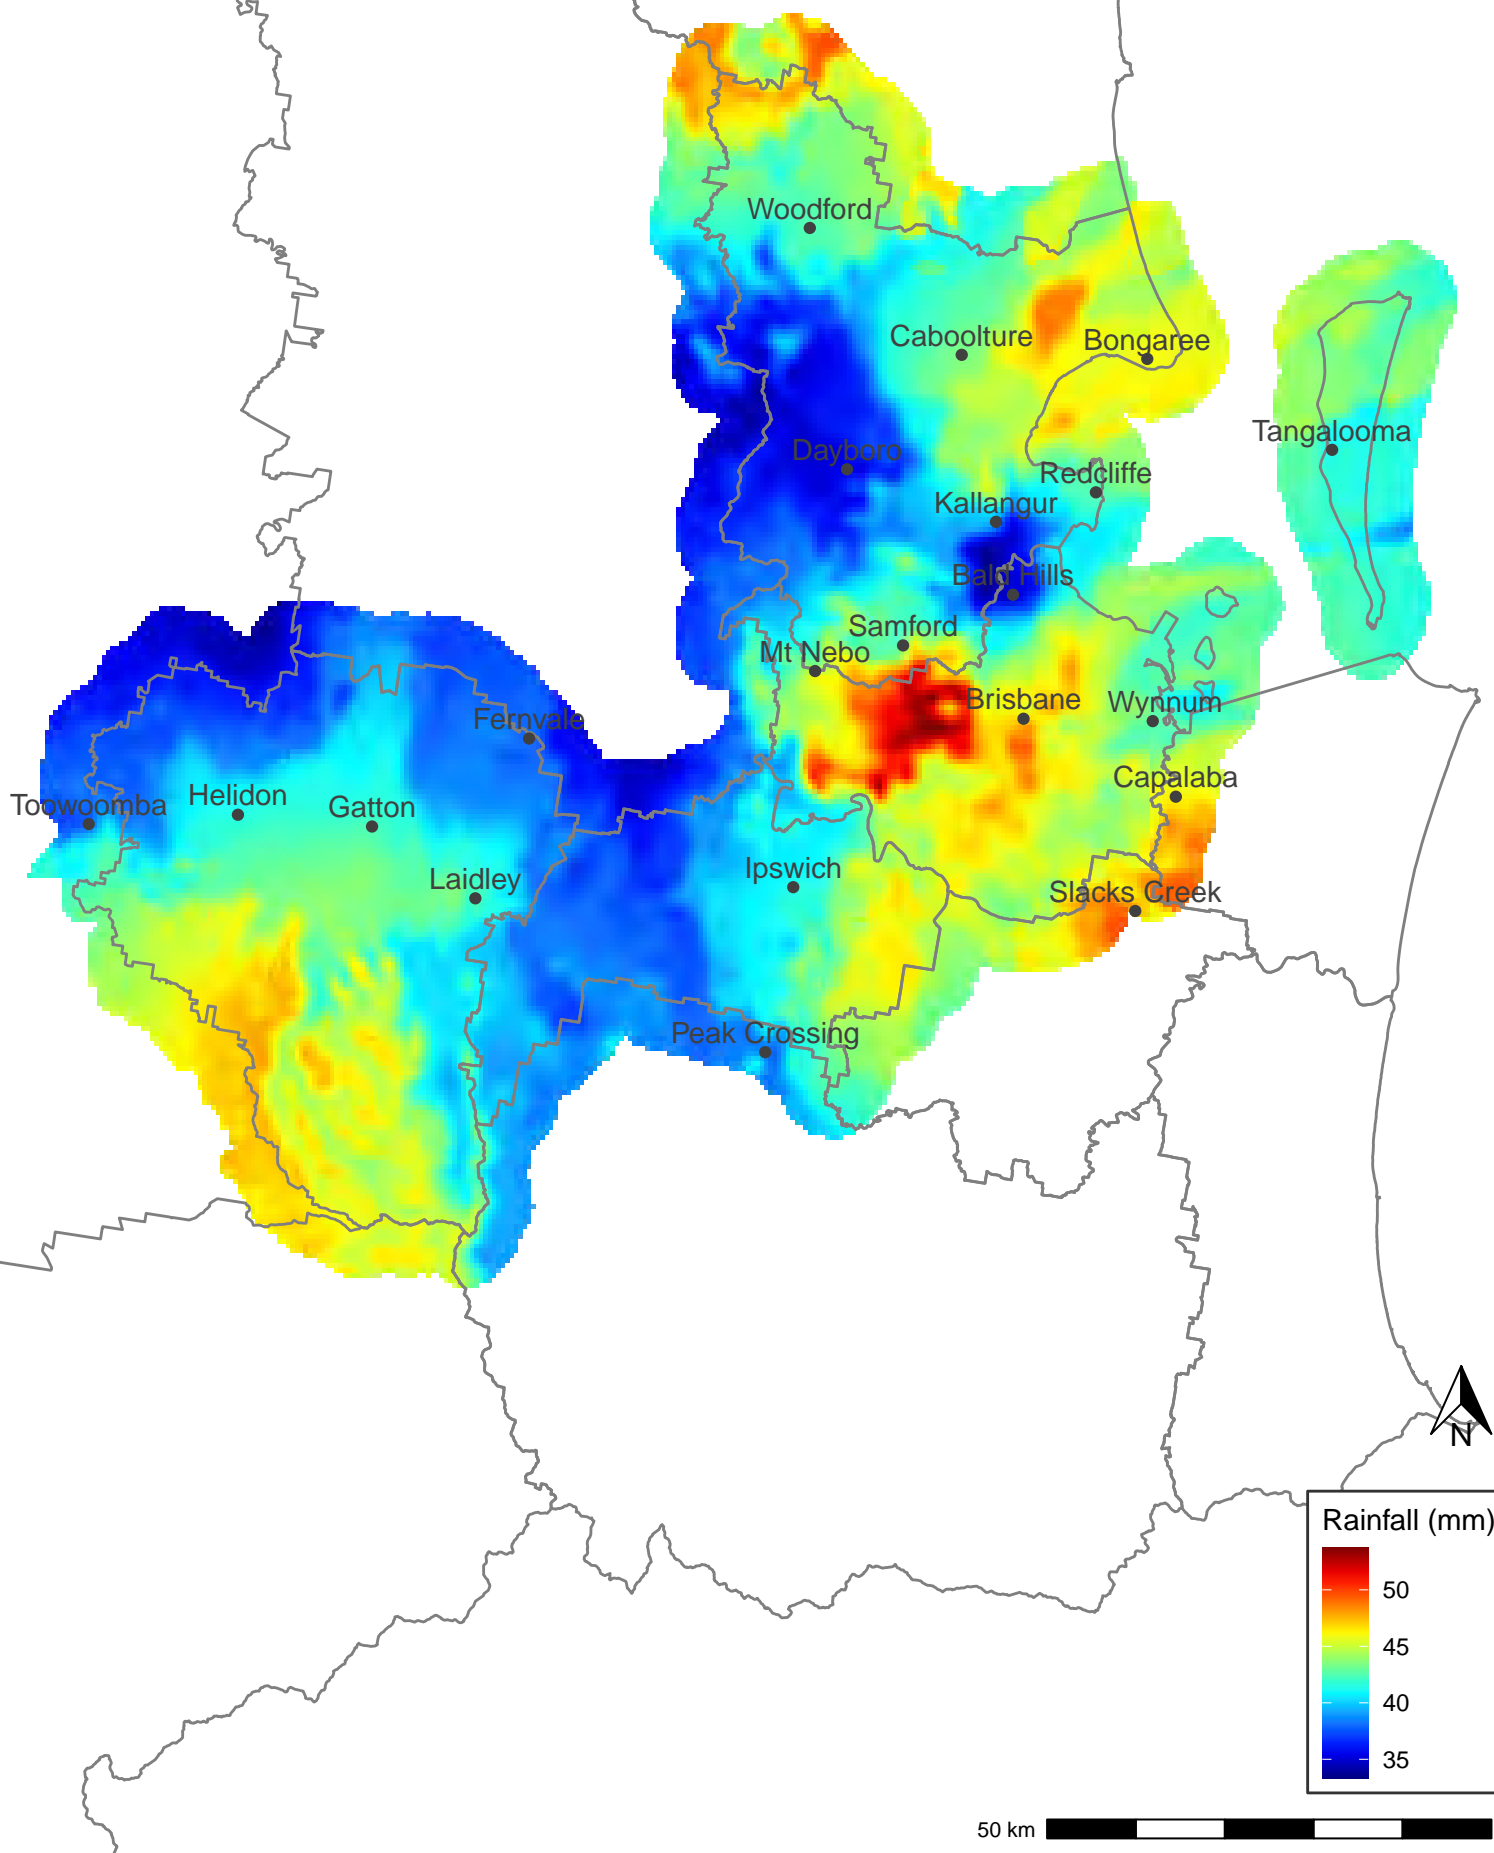 Woodford
Caboolture
Bongaree
Tangalooma
Dayboro
Redcliffe
Kallangur
Bald Hills
Samford
Mt Nebo
Brisbane
Wynnum
Fernvale
Capalaba
Toowoomba
Helidon
Gatton
Ipswich
Laidley
Slacks Creek
Peak Crossing
N
Rainfall (mm)
50
45
40
35
50 km